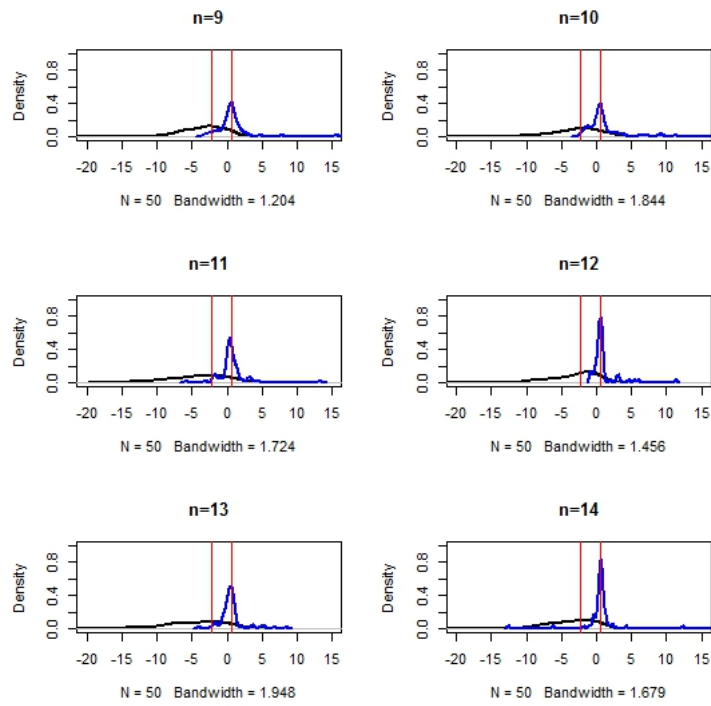 n=9
n=10
Density
0.0 0.4 0.8
-20 -15 -10 -5 0 5 10 15
N = 50 Bandwidth = 1.204
Density
0.0 0.4 0.8
-20 -15 -10 -5 0 5 10 15
N = 50 Bandwidth = 1.844
n=11
n=12
Density
0.0 0.4 0.8
-20 -15 -10 -5 0 5 10 15
N = 50 Bandwidth = 1.724
Density
0.0 0.4 0.8
-20 -15 -10 -5 0 5 10 15
N = 50 Bandwidth = 1.456
n=13
n=14
Density
0.0 0.4 0.8
-20 -15 -10 -5 0 5 10 15
N = 50 Bandwidth = 1.948
Density
0.0 0.4 0.8
-20 -15 -10 -5 0 5 10 15
N = 50 Bandwidth = 1.679